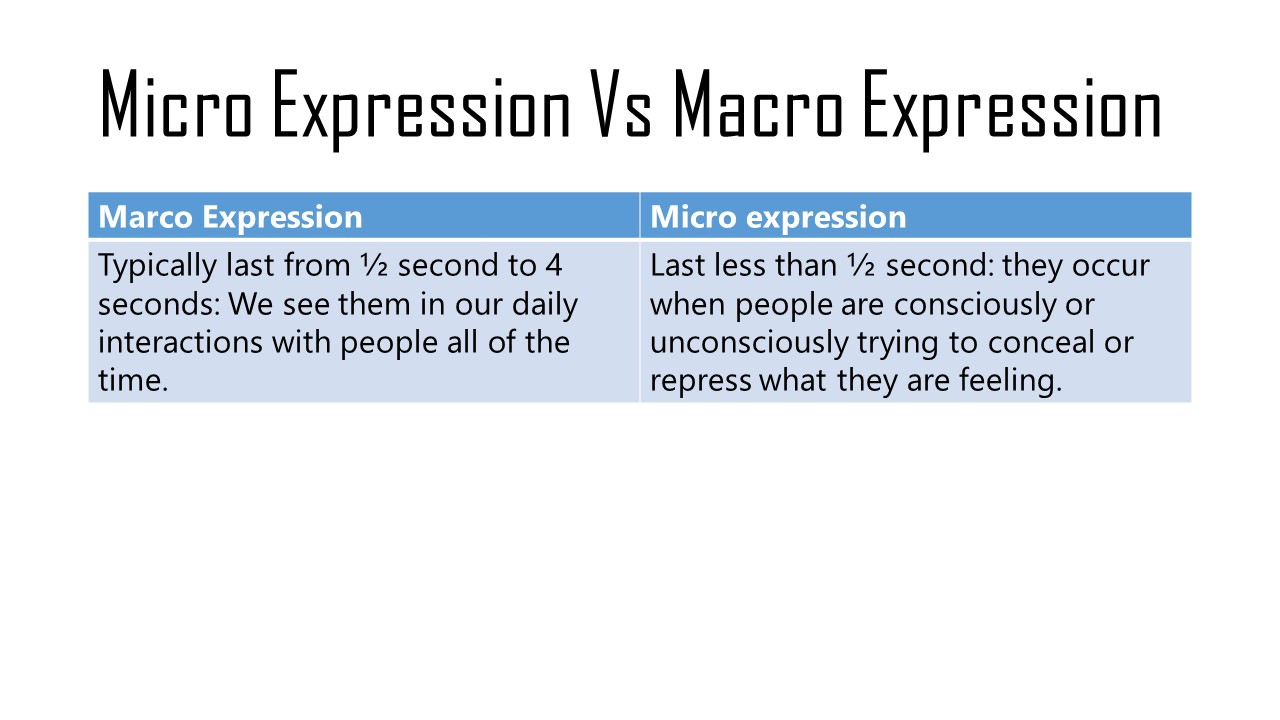 Micro Expression Vs Macro Expression
Marco Expression
Typically last from ½ second to 4
seconds: We see them in our daily
interactions with people all of the
time.
Micro expression
Last less than ½ second: they occur
when people are consciously or
unconsciously trying to conceal or
repress what they are feeling.